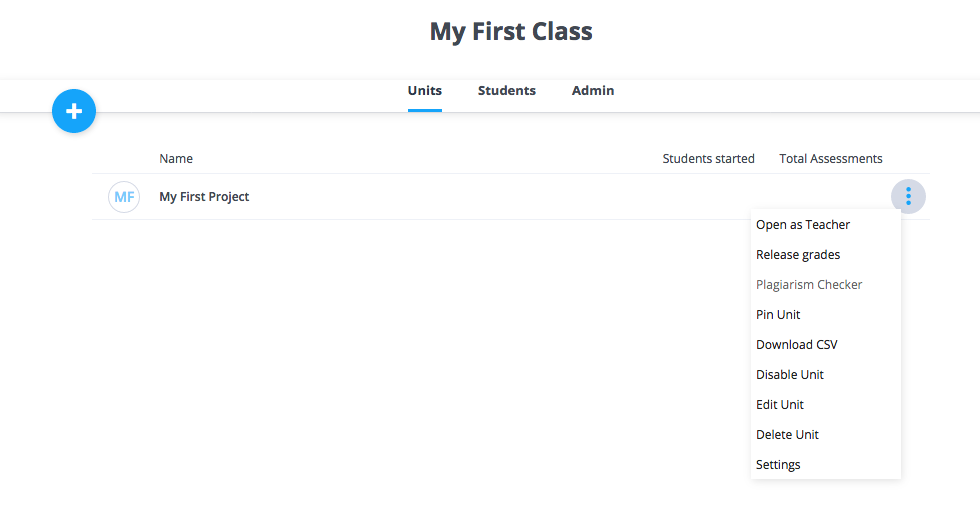 My First Class
Units Students Admin
+
Name Students started Total Assessments
MF My First Project
Open as Teacher
Release grades
Plagiarism Checker
Pin Unit
Download CSV
Disable Unit
Edit Unit
Delete Unit
Settings